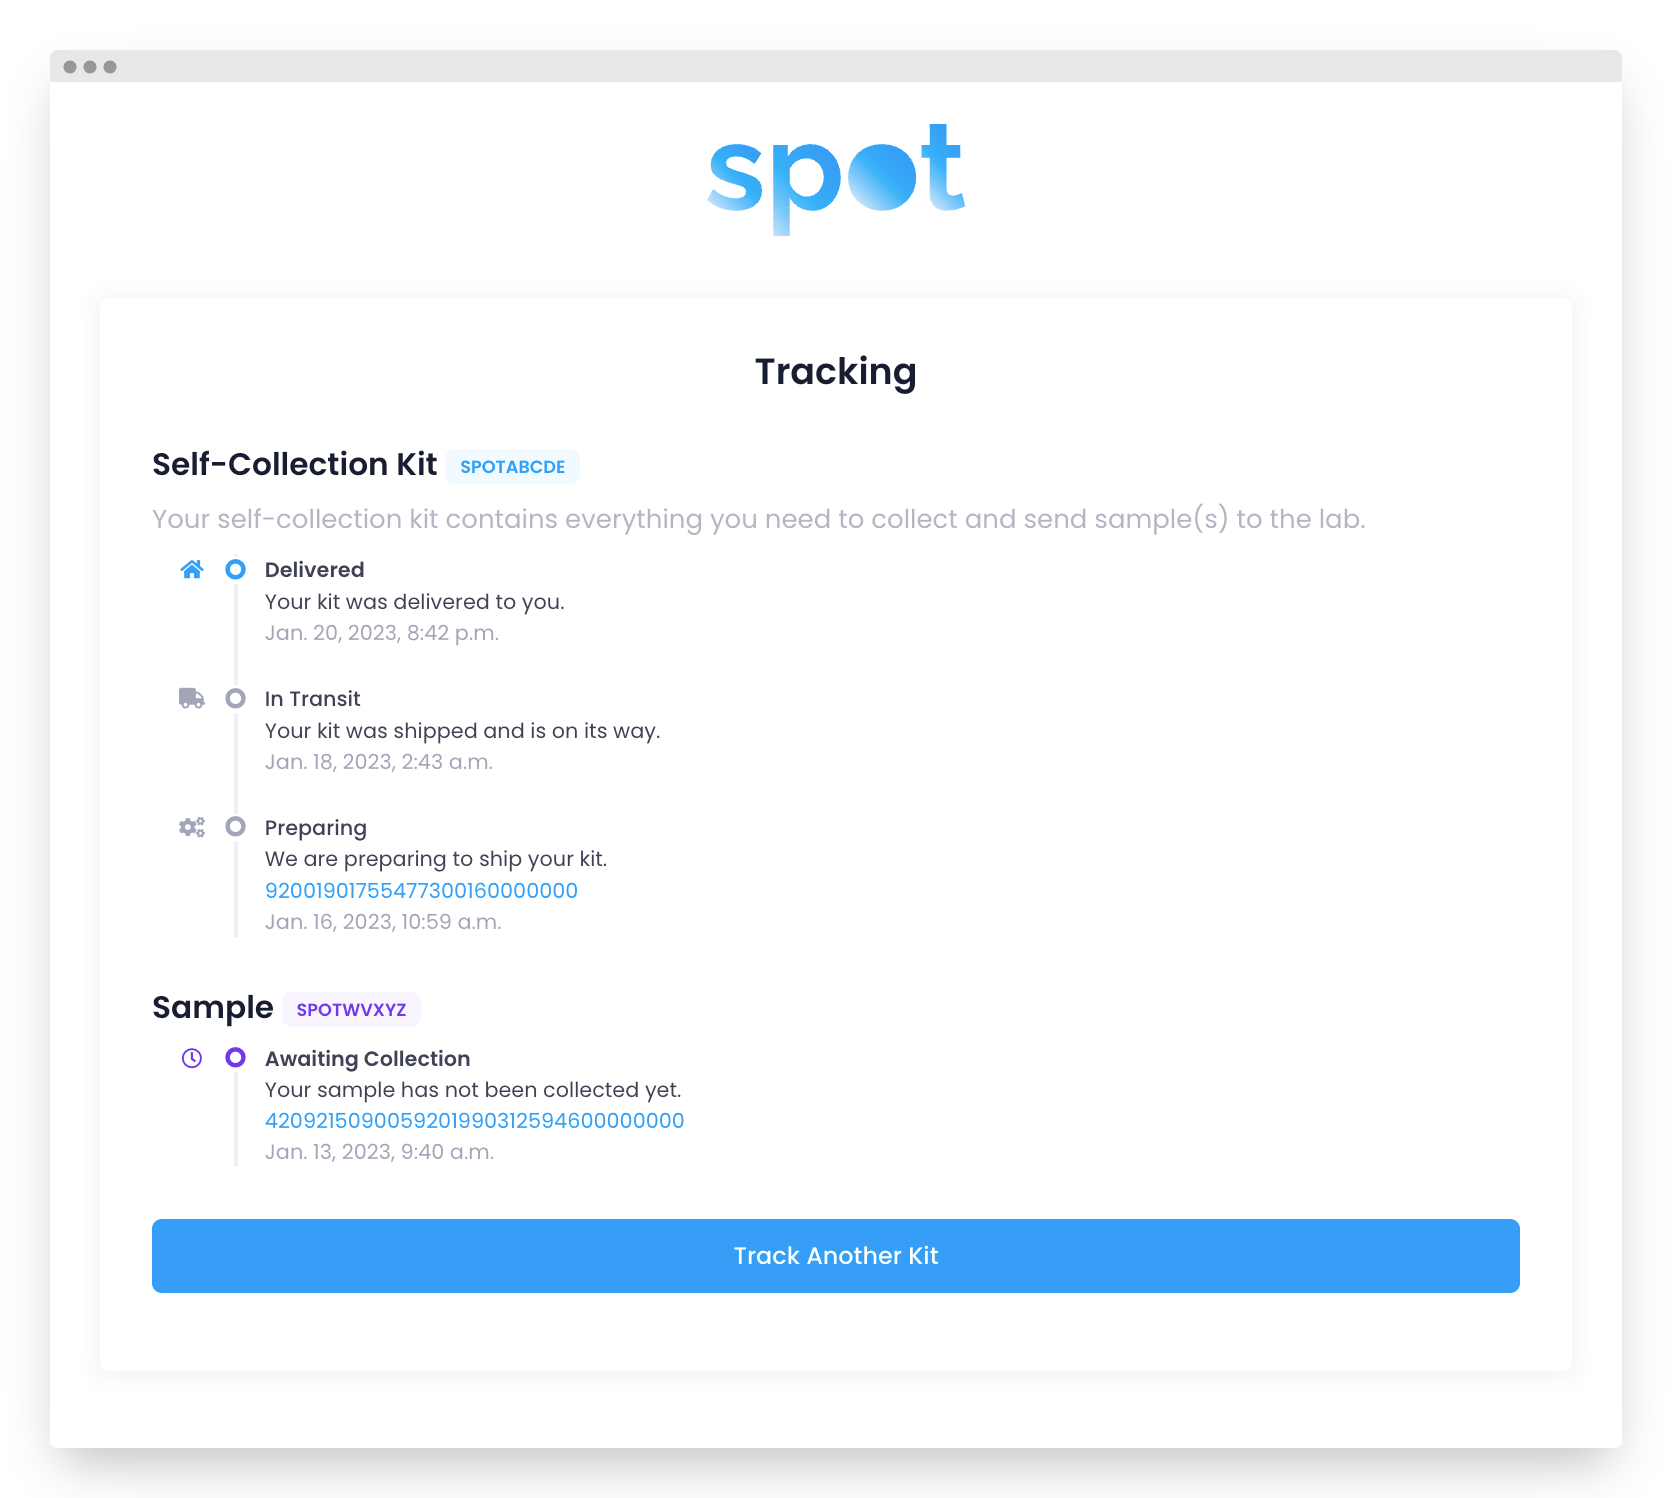 spot
Tracking
Self-Collection Kit SPOTABCDE
Your self-collection kit contains everything you need to collect and send sample(s) to the lab.
Delivered
Your kit was delivered to you.
Jan. 20, 2023, 8:42 p.m.
In Transit
Your kit was shipped and is on its way.
Jan. 18, 2023, 2:43 a.m.
Preparing
We are preparing to ship your kit.
92001901755477300160000000
Jan. 16, 2023, 10:59 a.m.
Sample SPOTWVXYZ
Awaiting Collection
Your sample has not been collected yet.
4209215090059201990312594600000000
Jan. 13, 2023, 9:40 a.m.
Track Another Kit